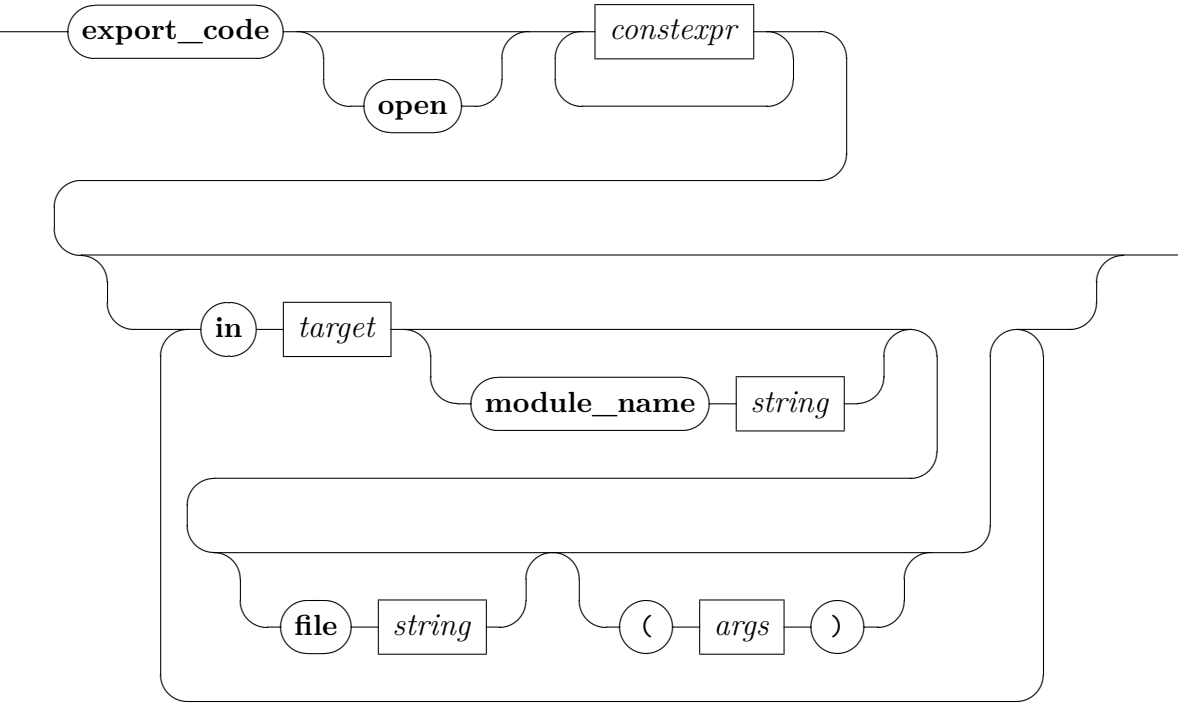 export_code constexpr
open
in target
module_name string
file string ( args )